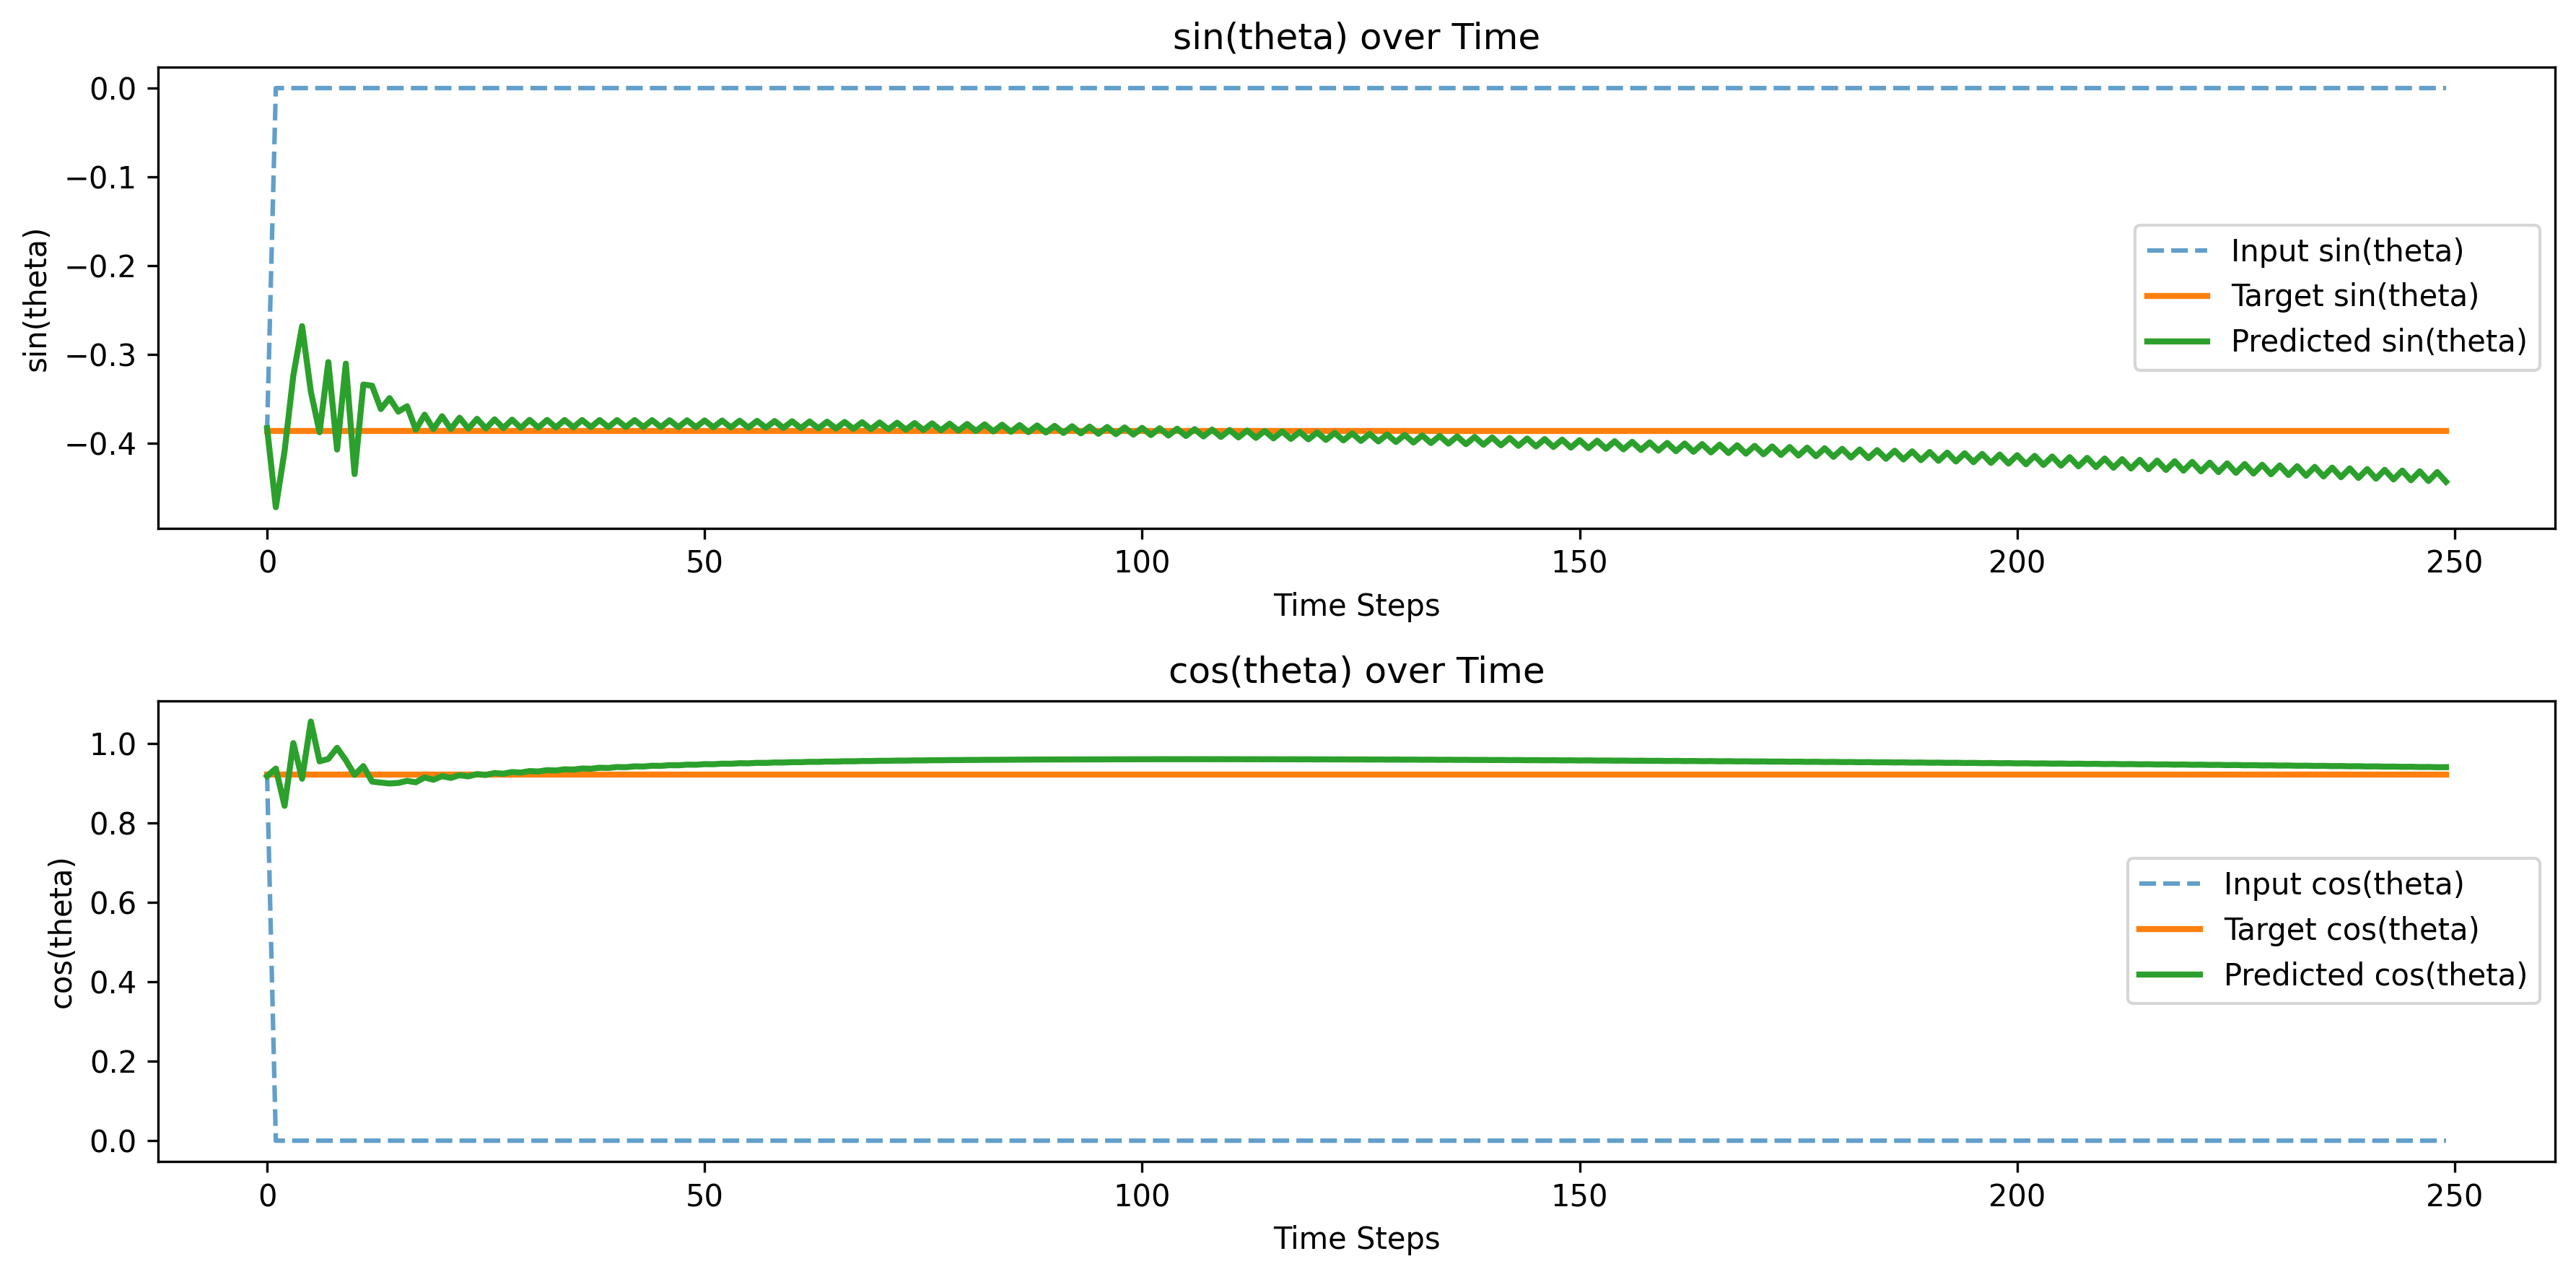 sin(theta) over Time
0.0
−0.1
−0.2
−0.3
−0.4
sin(theta)
Input sin(theta)
Target sin(theta)
Predicted sin(theta)
0 50 100 150 200 250
Time Steps
cos(theta) over Time
1.0
0.8
0.6
0.4
0.2
0.0
cos(theta)
Input cos(theta)
Target cos(theta)
Predicted cos(theta)
0 50 100 150 200 250
Time Steps